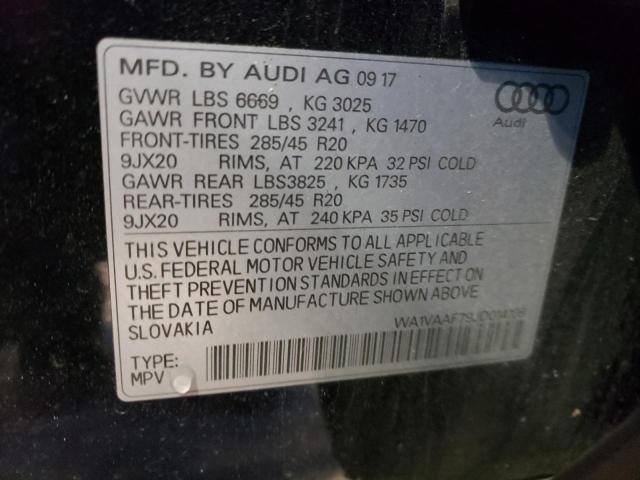 MFD. BY AUDI AG 09 17
GVWR LBS 6669 , KG 3025
GAWR FRONT LBS 3241 , KG 1470
FRONT-TIRES 285/45 R20
9JX20 RIMS, AT 220 KPA 32 PSI COLD
GAWR REAR LBS3825 , KG 1735
REAR-TIRES 285/45 R20
9JX20 RIMS, AT 240 KPA 35 PSI COLD
Audi
THIS VEHICLE CONFORMS TO ALL APPLICABLE
U.S. FEDERAL MOTOR VEHICLE SAFETY AND
THEFT PREVENTION STANDARDS IN EFFECT ON
THE DATE OF MANUFACTURE SHOWN ABOVE
SLOVAKIA
TYPE:
MPV